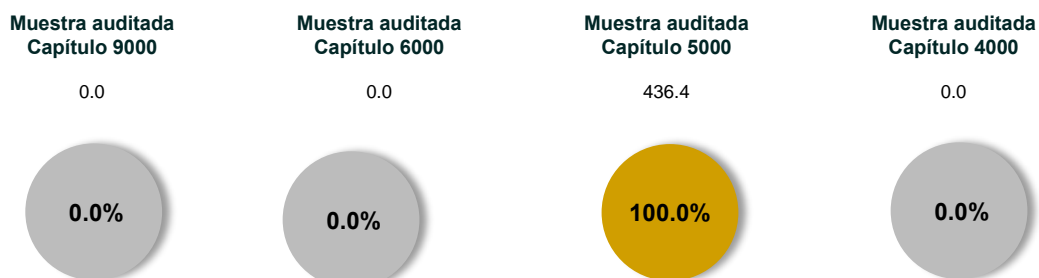 Muestra auditada
Capítulo 9000
0.0
0.0%
Muestra auditada
Capítulo 6000
0.0
0.0%
Muestra auditada
Capítulo 5000
436.4
100.0%
Muestra auditada
Capítulo 4000
0.0
0.0%